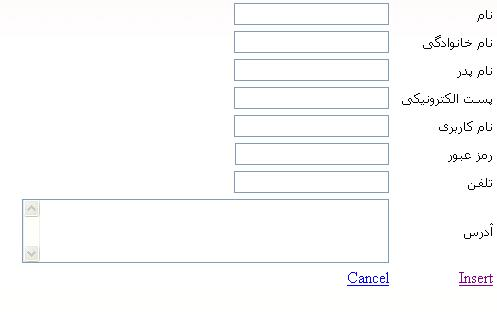 نام
نام خانوادگی
نام پدر
پست الکترونیکی
نام کاربری
رمز عبور
تلفن
آدرس
Insert Cancel